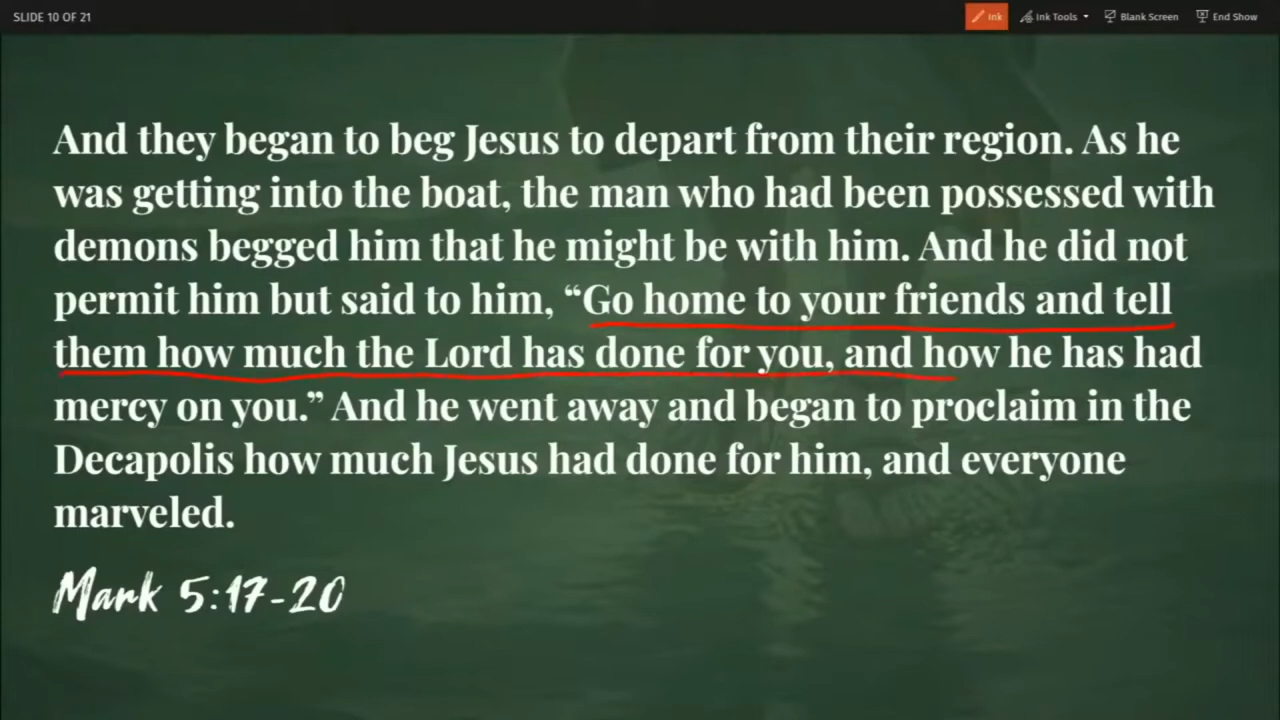 SLIDE 10 OF 21
Ink
Ink Tools
Blank Screen
End Show
And they began to beg Jesus to depart from their region. As he
was getting into the boat, the man who had been possessed with
demons begged him that he might be with him. And he did not
permit him but said to him, “Go home to your friends and tell
them how much the Lord has done for you, and how he has had
mercy on you.” And he went away and began to proclaim in the
Decapolis how much Jesus had done for him, and everyone
marveled.
Mark 5:17-20